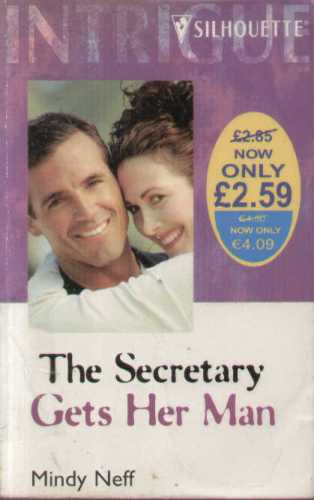 INTRIGUE
SILHOUETTE®
£2.85
NOW
ONLY
£2.59
NOW ONLY
€4.09
The Secretary
Gets Her Man
Mindy Neff